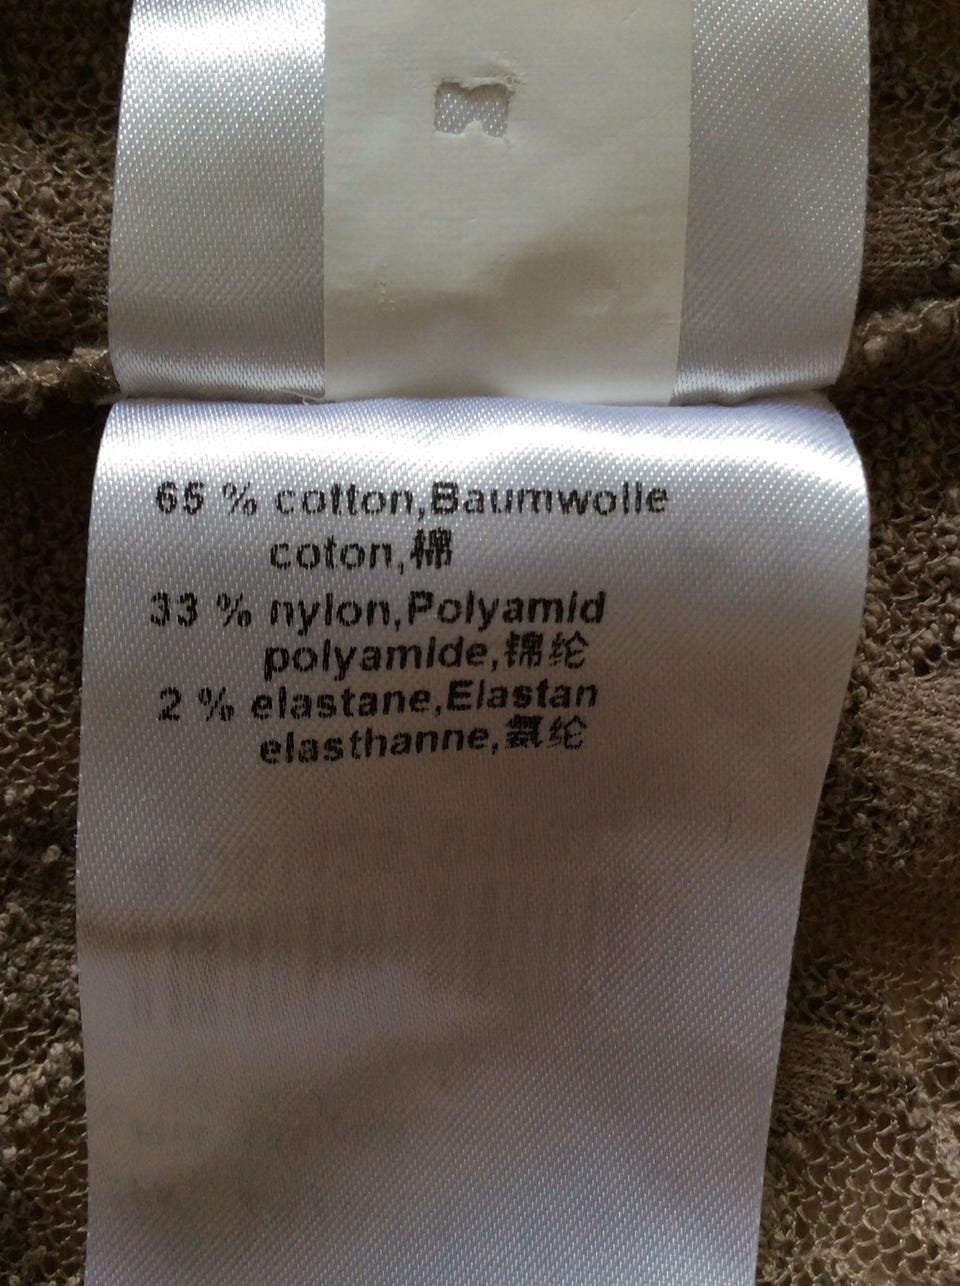 65 % cotton,Baumwolle
coton,棉
33 % nylon,Polyamid
polyamide,锦纶
2 % elastane,Elastan
elasthanne,氨纶